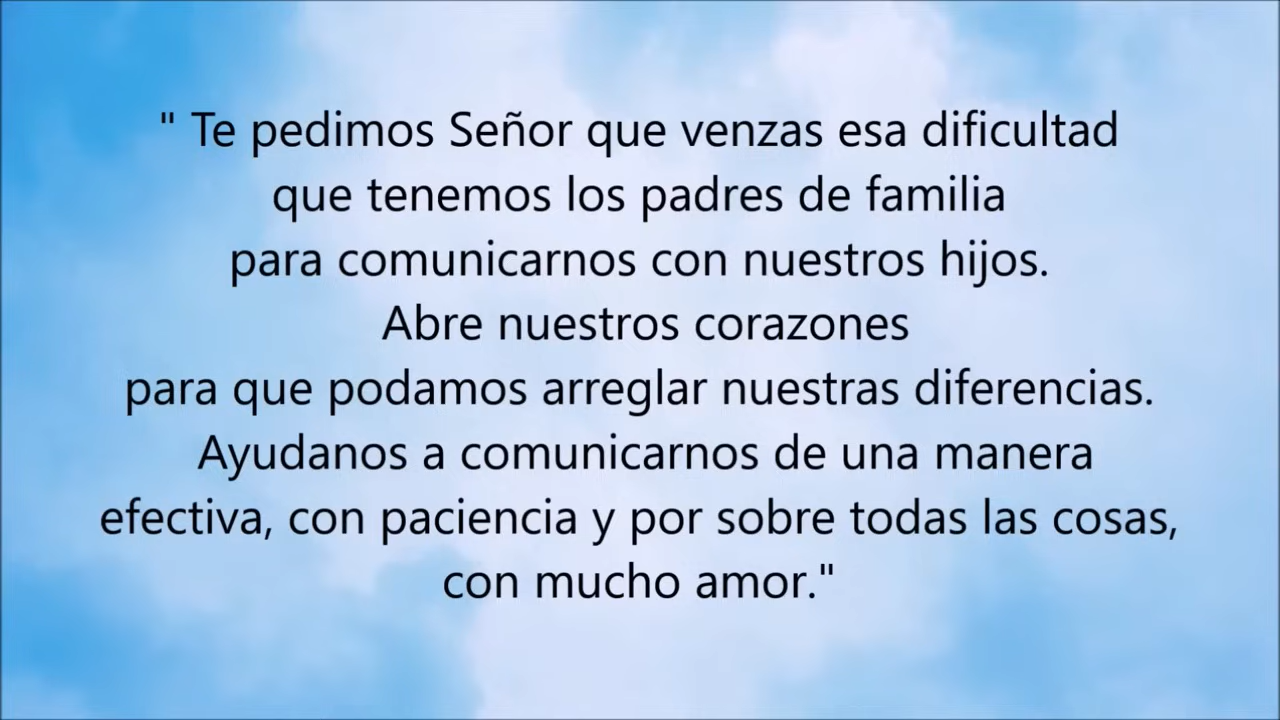 " Te pedimos Señor que venzas esa dificultad
que tenemos los padres de familia
para comunicarnos con nuestros hijos.
Abre nuestros corazones
para que podamos arreglar nuestras diferencias.
Ayudanos a comunicarnos de una manera
efectiva, con paciencia y por sobre todas las cosas,
con mucho amor."